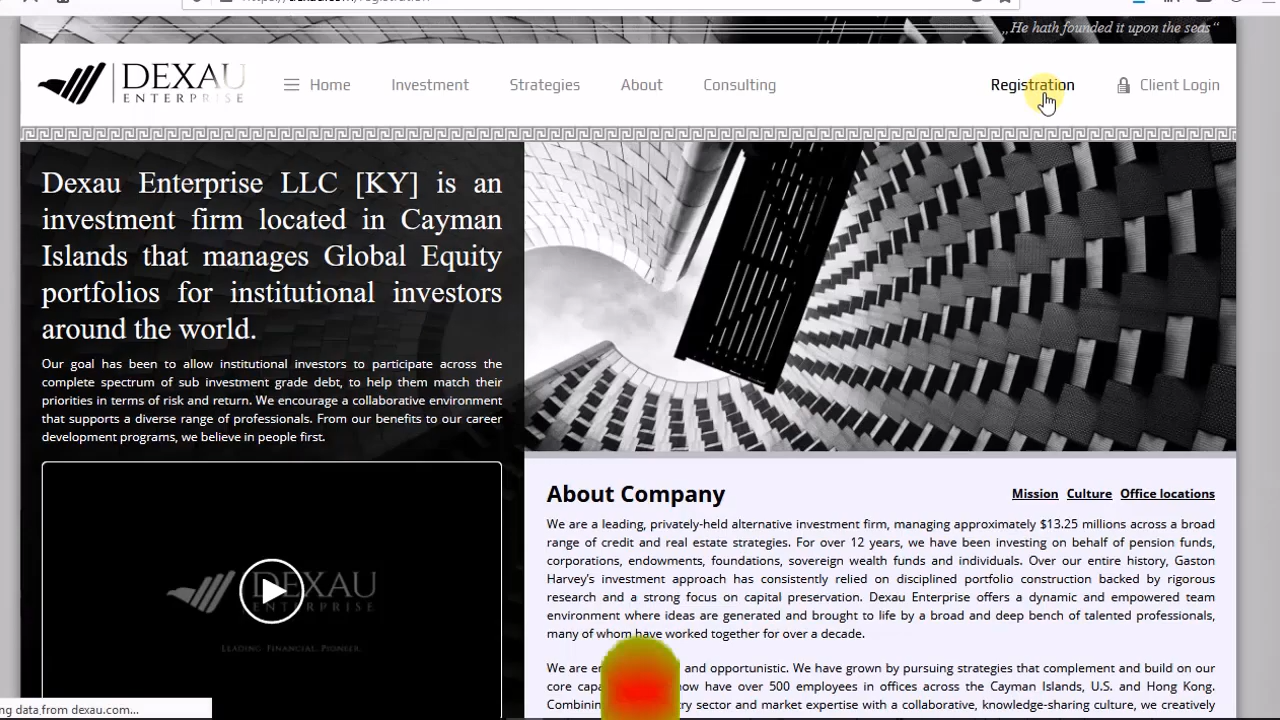 „He hath founded it upon the seas“
DEXAU
ENTERPRISE
Home Investment Strategies About Consulting Registration Client Login
Dexau Enterprise LLC [KY] is an
investment firm located in Cayman
Islands that manages Global Equity
portfolios for institutional investors
around the world.
Our goal has been to allow institutional investors to participate across the
complete spectrum of sub investment grade debt, to help them match their
priorities in terms of risk and return. We encourage a collaborative environment
that supports a diverse range of professionals. From our benefits to our career
development programs, we believe in people first.
DEXAU
ENTERPRISE
LEADING. FINANCIAL. PIONEER.
About Company
Mission Culture Office locations
We are a leading, privately-held alternative investment firm, managing approximately $13.25 millions across a broad
range of credit and real estate strategies. For over 12 years, we have been investing on behalf of pension funds,
corporations, endowments, foundations, sovereign wealth funds and individuals. Over our entire history, Gaston
Harvey's investment approach has consistently relied on disciplined portfolio construction backed by rigorous
research and a strong focus on capital preservation. Dexau Enterprise offers a dynamic and empowered team
environment where ideas are generated and brought to life by a broad and deep bench of talented professionals,
many of whom have worked together for over a decade.
We are and opportunistic. We have grown by pursuing strategies that complement and build on our
core now have over 500 employees in offices across the Cayman Islands, U.S. and Hong Kong.
sector and market expertise with a collaborative, knowledge-sharing culture, we creatively
data from dexau.com...